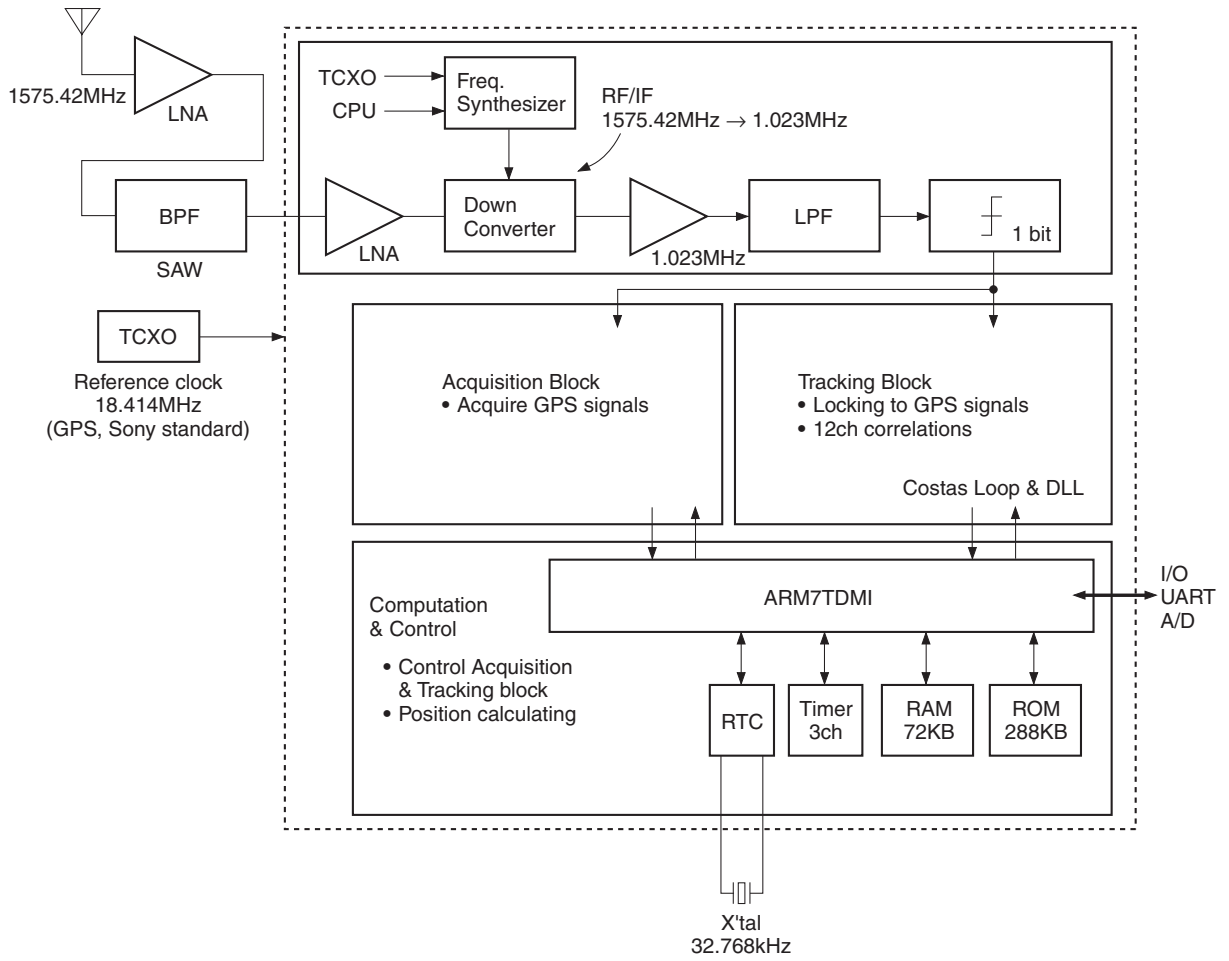 1575.42MHz
LNA
BPF
SAW
TCXO
Reference clock
18.414MHz
(GPS, Sony standard)
TCXO
CPU
Freq.
Synthesizer
RF/IF
1575.42MHz → 1.023MHz
LNA
Down
Converter
1.023MHz
LPF
1 bit
Acquisition Block
• Acquire GPS signals
Tracking Block
• Locking to GPS signals
• 12ch correlations
Costas Loop & DLL
Computation
& Control
• Control Acquisition
& Tracking block
• Position calculating
ARM7TDMI
I/O
UART
A/D
RTC
Timer
3ch
RAM
72KB
ROM
288KB
X'tal
32.768kHz